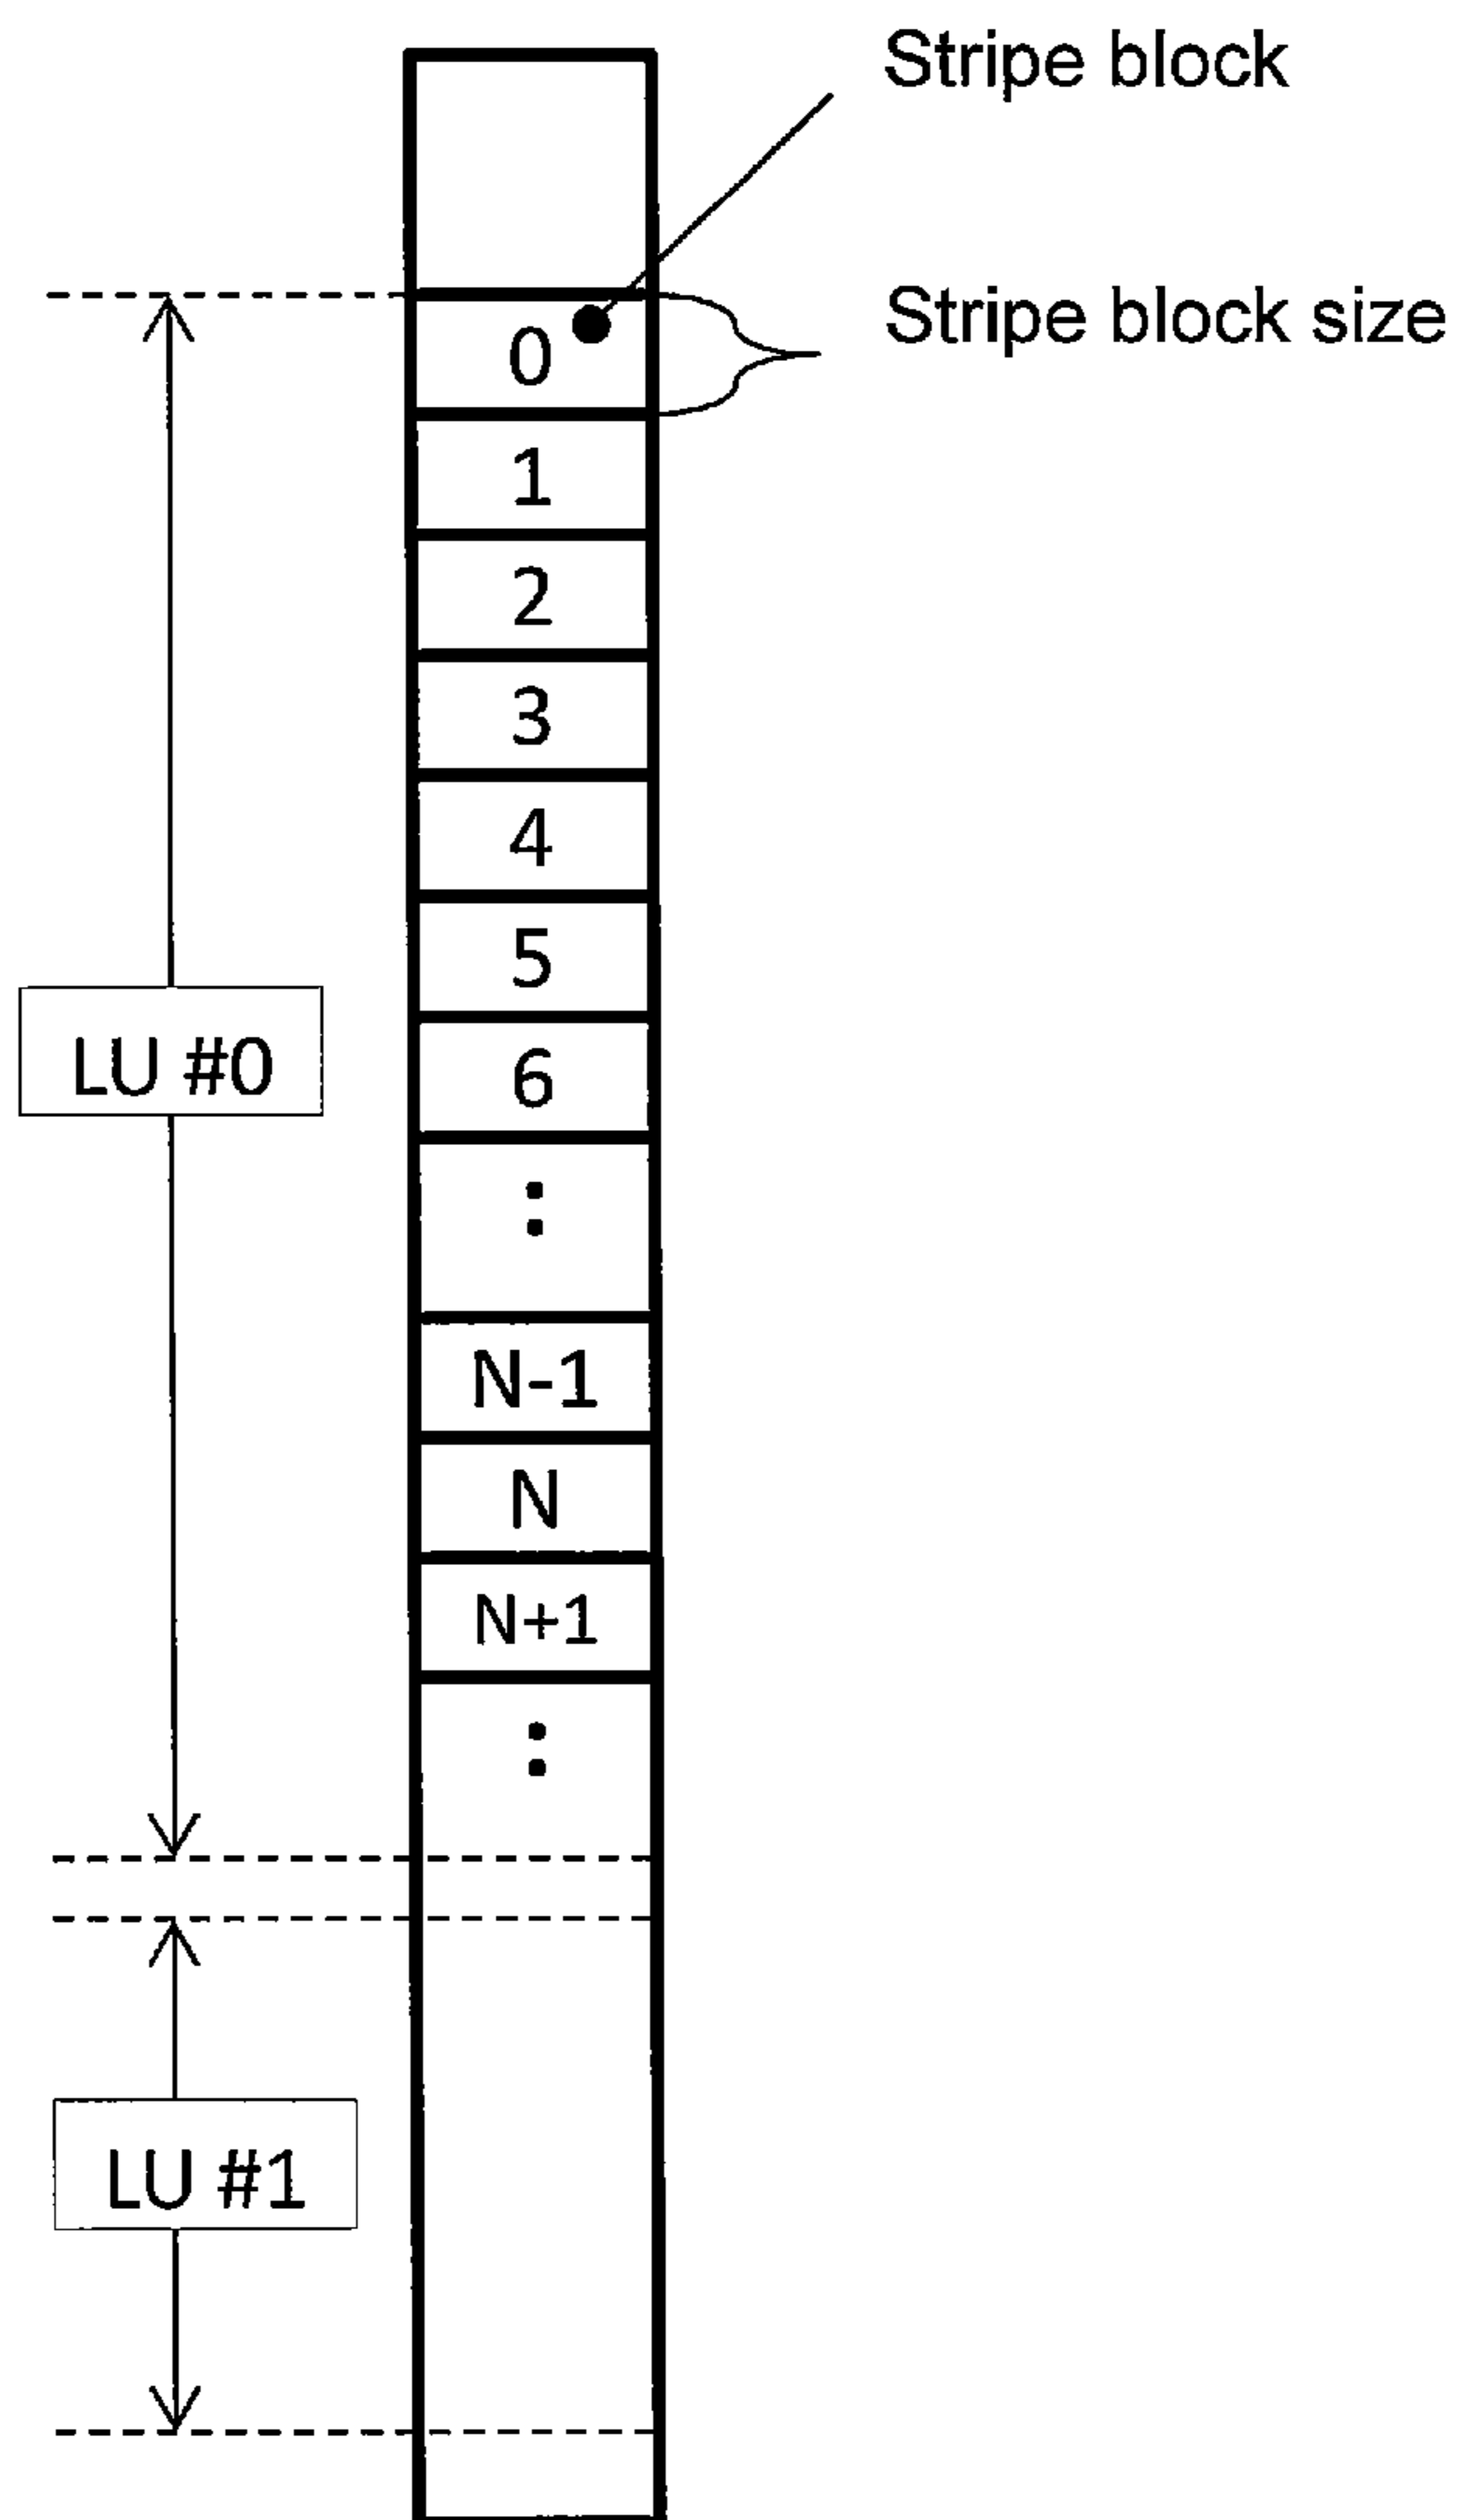 Stripe block
Stripe block size
0
1
2
3
4
5
6
:
N-1
N
N+1
:
LU #0
LU #1